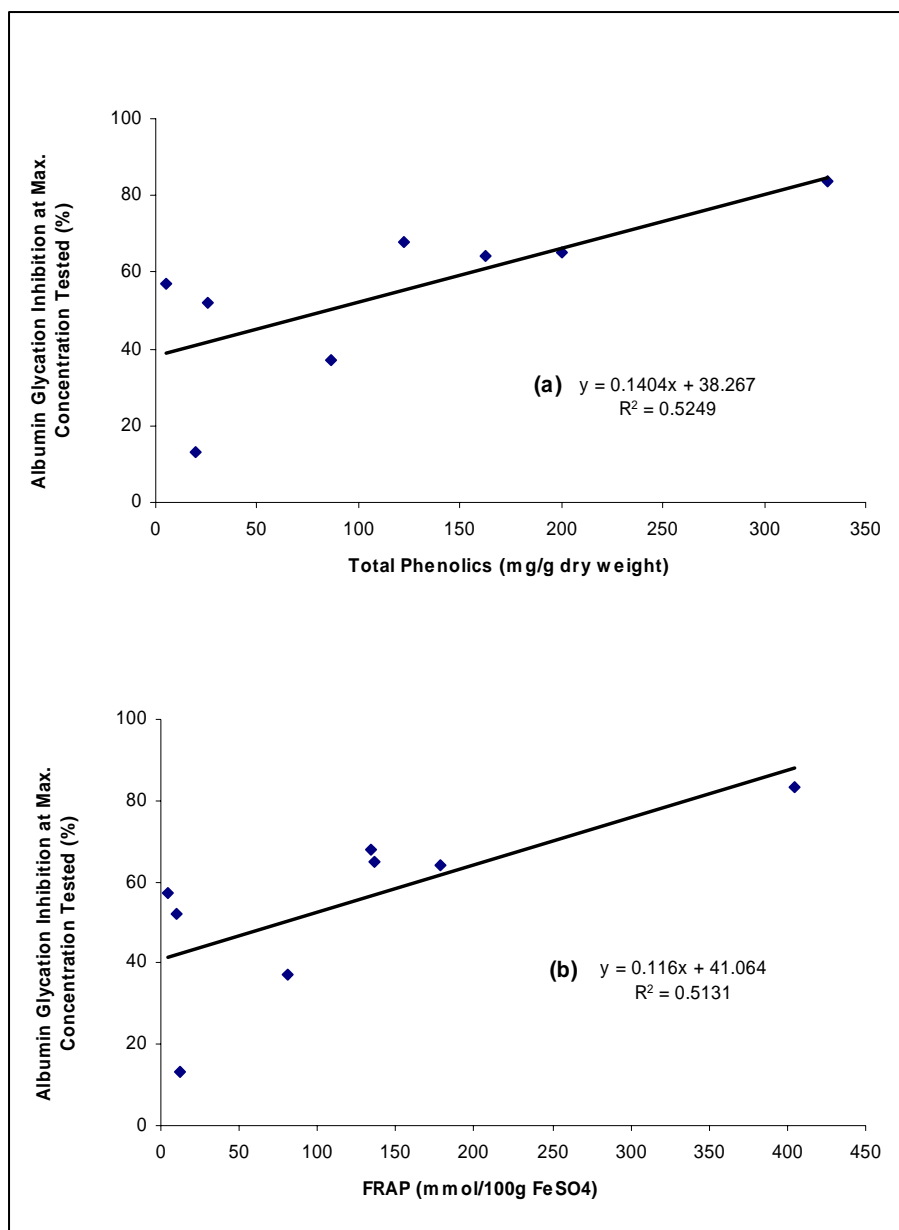 Albumin Glycation Inhibition at Max.
Concentration Tested (%)
100
80
60
40
20
0
(a) y = 0.1404x + 38.267
R² = 0.5249
0 50 100 150 200 250 300 350
Total Phenolics (mg/g dry weight)
Albumin Glycation Inhibition at Max.
Concentration Tested (%)
100
80
60
40
20
0
(b) y = 0.116x + 41.064
R² = 0.5131
0 50 100 150 200 250 300 350 400 450
FRAP (mmol/100g FeSO4)